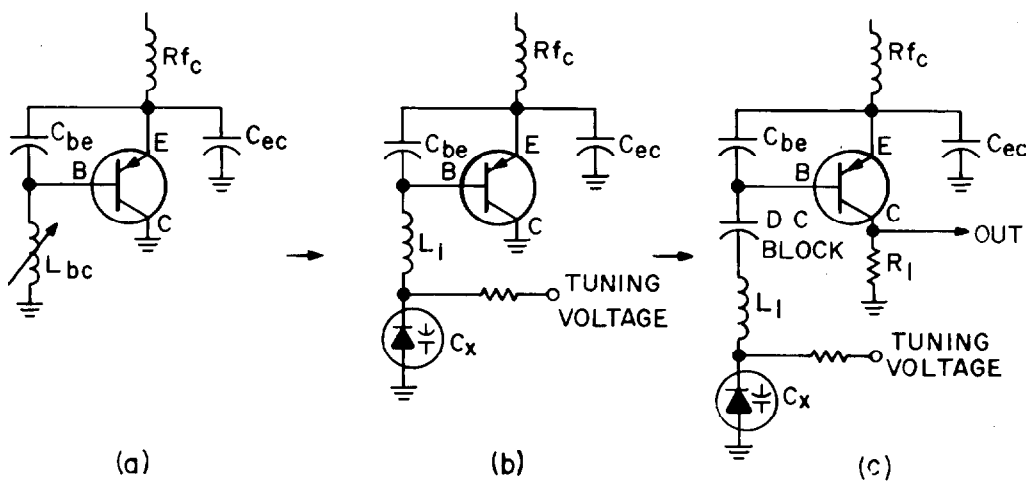 Rfc
Cbe
E
Cec
B
C
Lbc
(a)
Rfc
Cbe
E
Cec
B
C
L1
TUNING
VOLTAGE
Cx
(b)
Rfc
Cbe
E
Cec
B
C
DC
BLOCK
OUT
R1
L1
TUNING
VOLTAGE
Cx
(c)